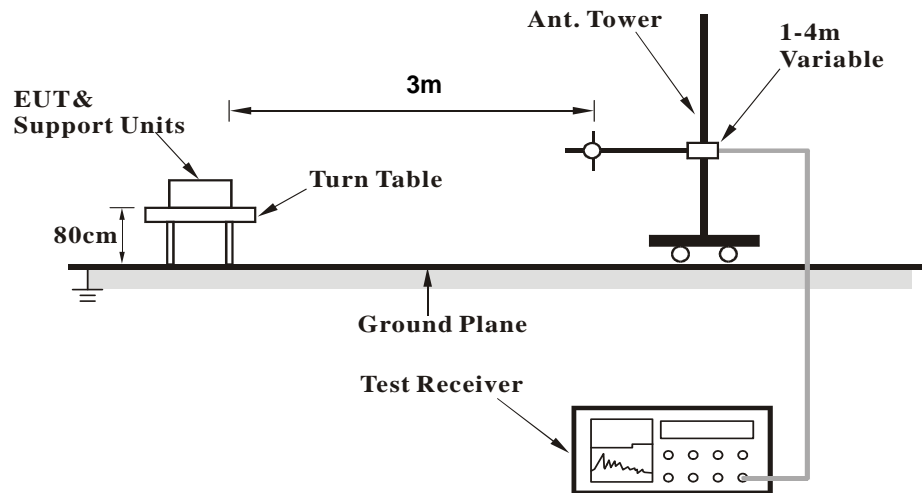 Ant. Tower
1-4m
Variable
3m
EUT&
Support Units
Turn Table
80cm
Ground Plane
Test Receiver